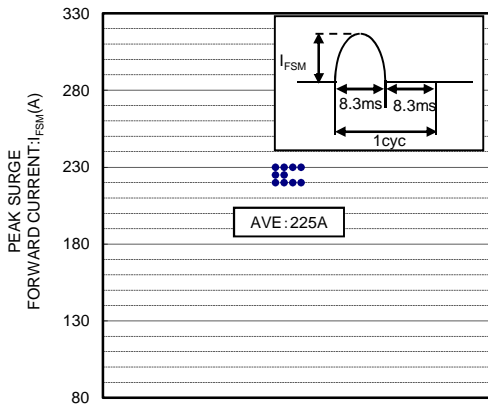 330
280
230
180
130
80
PEAK SURGE
FORWARD CURRENT:IFSM(A)
IFSM
8.3ms
8.3ms
1cyc
AVE:225A